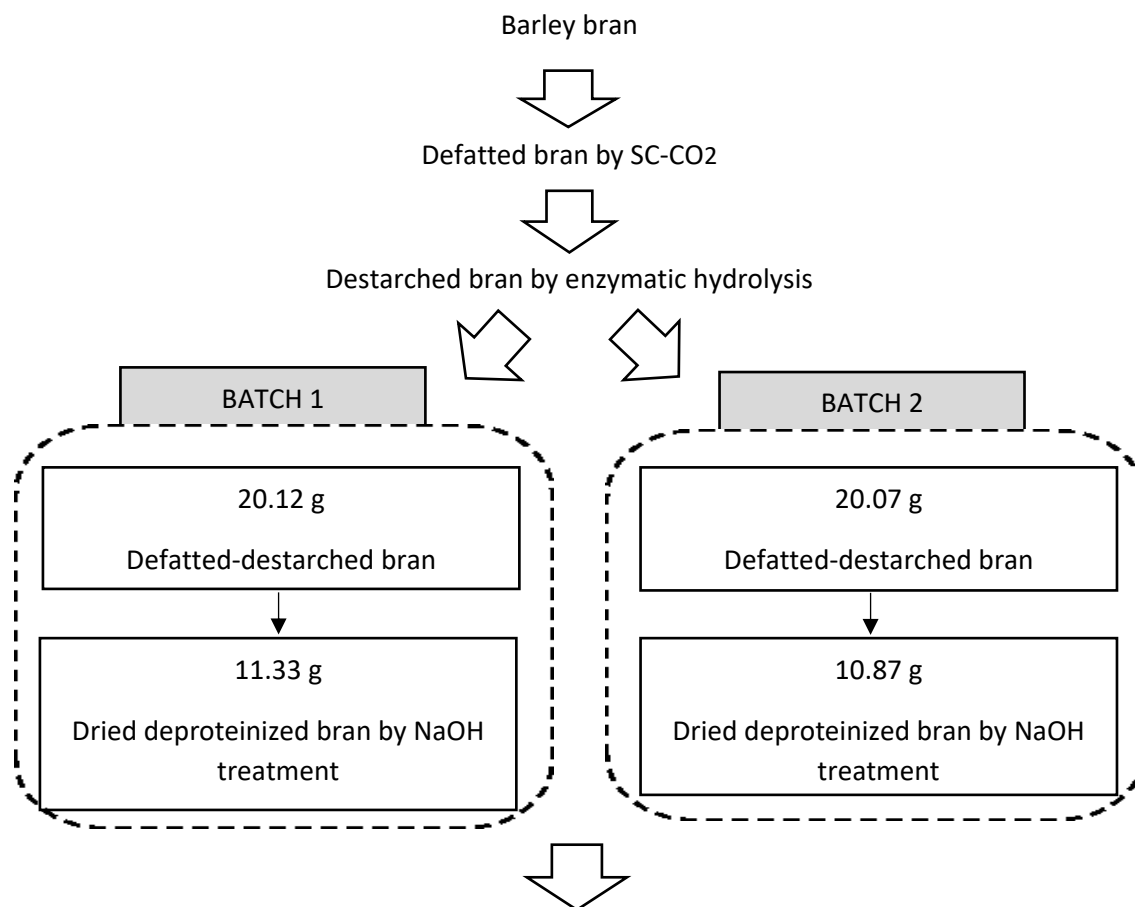 Barley bran
Defatted bran by SC-CO2
Destarched bran by enzymatic hydrolysis
BATCH 1
20.12 g
Defatted-destarched bran
11.33 g
Dried deproteinized bran by NaOH
treatment
BATCH 2
20.07 g
Defatted-destarched bran
10.87 g
Dried deproteinized bran by NaOH
treatment